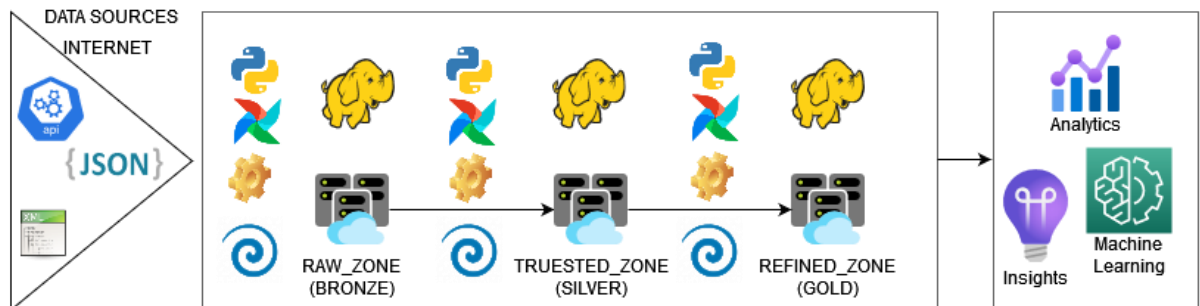 DATA SOURCES
INTERNET
api
{JSON}
XML
RAW_ZONE
(BRONZE)
TRUESTED_ZONE
(SILVER)
REFINED_ZONE
(GOLD)
Analytics
Insights
Machine
Learning